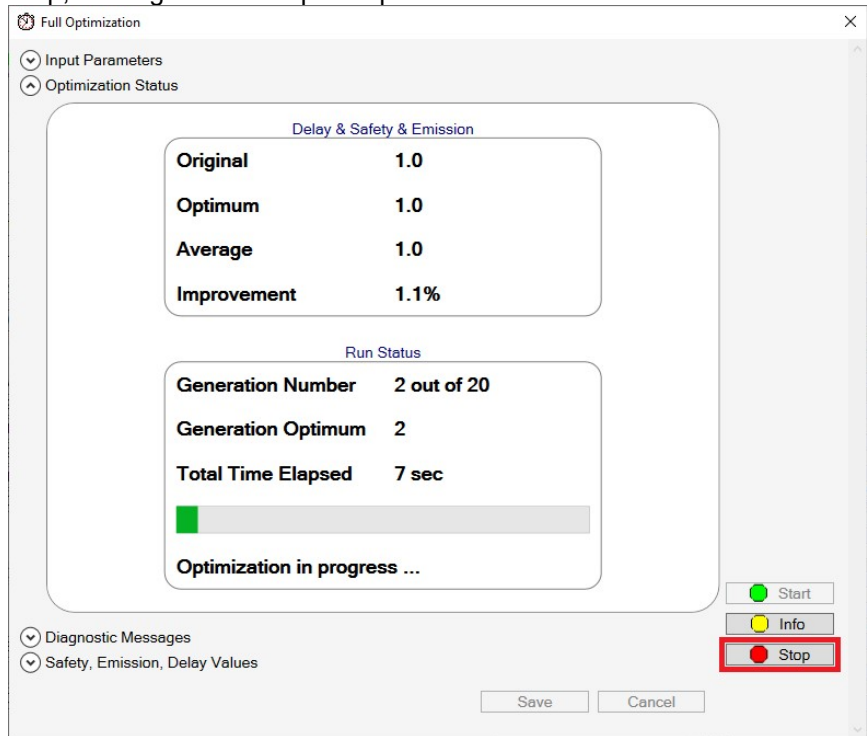 Full Optimization
Input Parameters
Optimization Status
Delay & Safety & Emission
Original 1.0
Optimum 1.0
Average 1.0
Improvement 1.1%
Run Status
Generation Number 2 out of 20
Generation Optimum 2
Total Time Elapsed 7 sec
Optimization in progress ...
Start
Info
Diagnostic Messages
Stop
Safety, Emission, Delay Values
Save Cancel